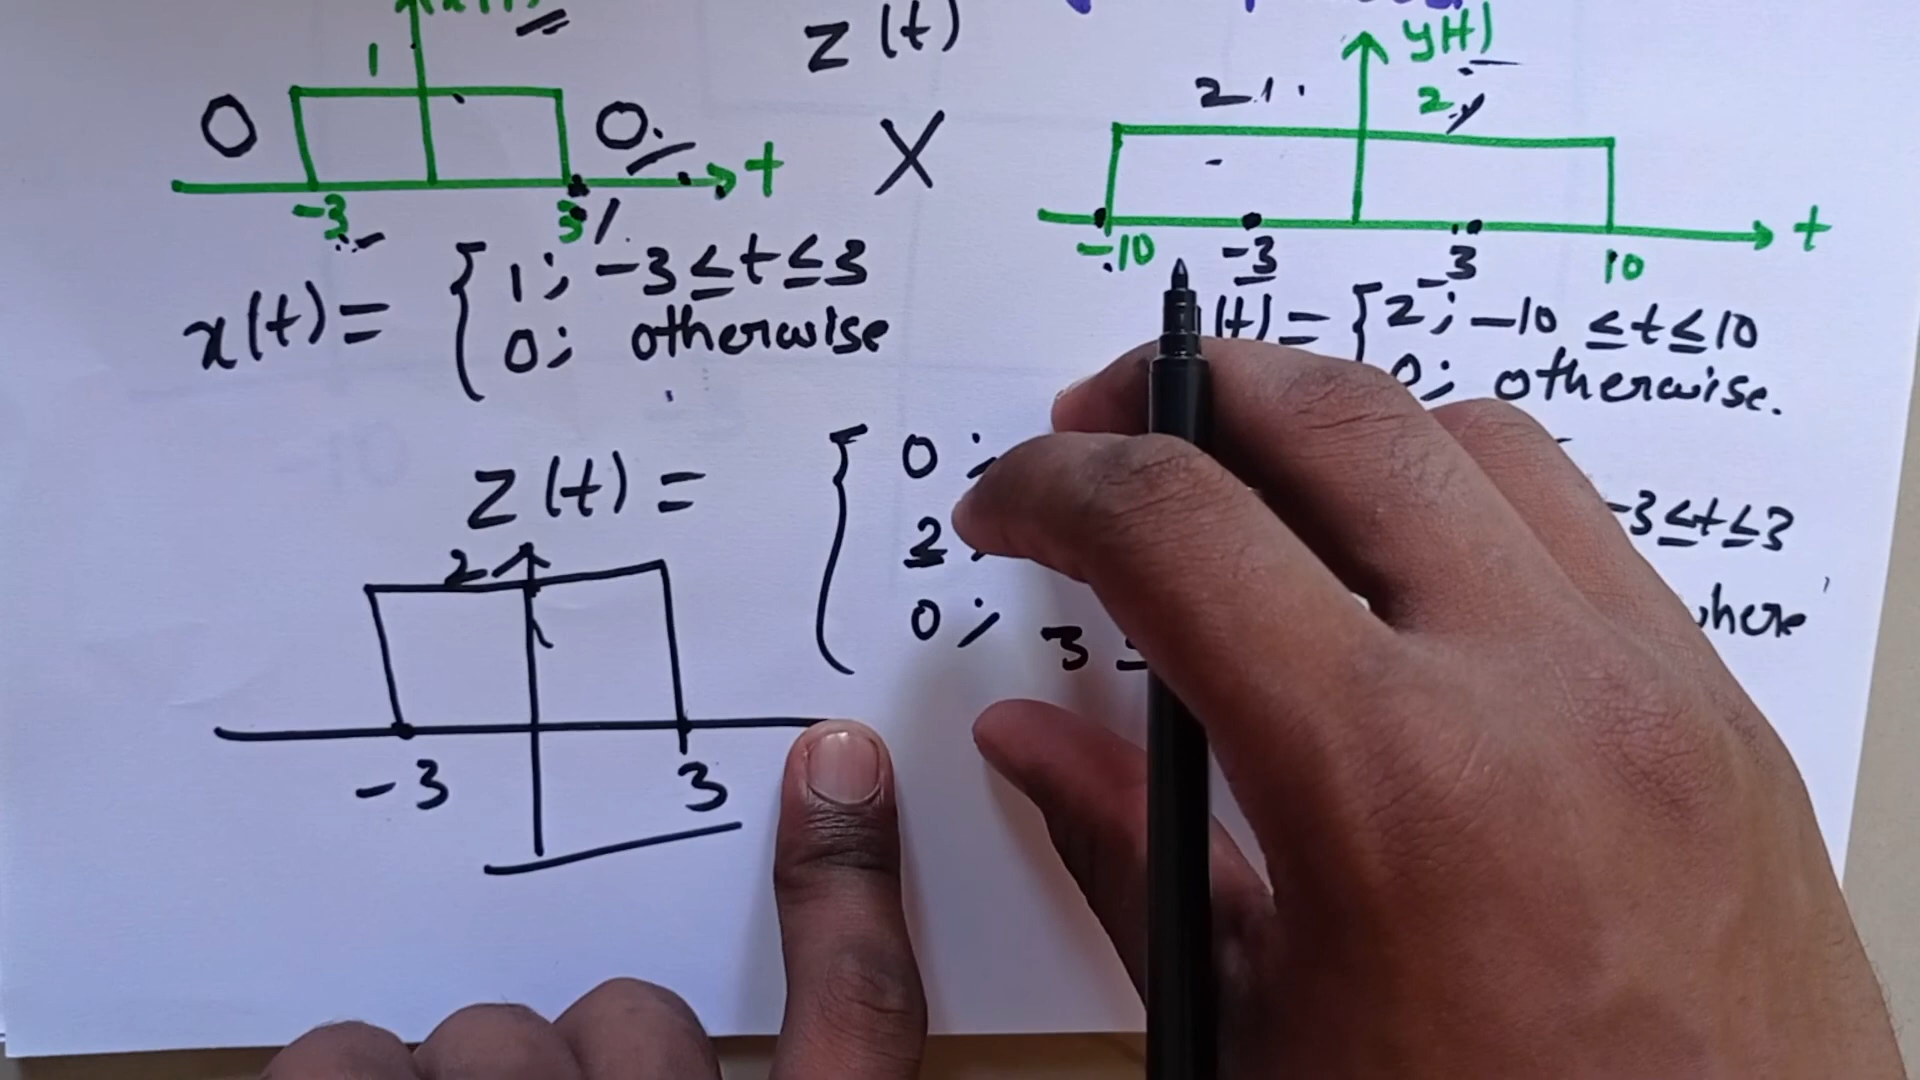 z(t)
y(t)
1
2
2
0
0
X
t
t
-3
3
-10
-3
3
10
x(t) = { 1; -3 ≤ t ≤ 3
0; otherwise
(t) = { 2; -10 ≤ t ≤ 10
0; otherwise.
z(t) = { 0;
2; -3 ≤ t ≤ 3
0; 3 ≤
2
-3
3